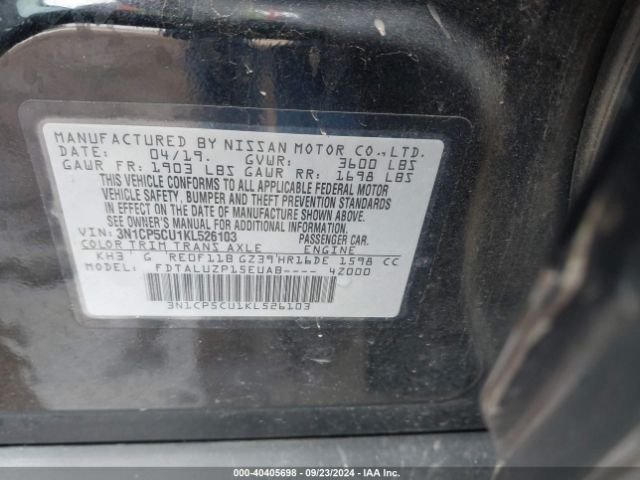 MANUFACTURED BY NISSAN MOTOR CO.,LTD.
DATE: 04/19. GVWR: 3600 LBS
GAWR FR: 1903 LBS GAWR RR: 1698 LBS
THIS VEHICLE CONFORMS TO ALL APPLICABLE FEDERAL MOTOR
VEHICLE SAFETY, BUMPER AND THEFT PREVENTION STANDARDS
IN EFFECT ON THE DATE OF MANUFACTURE SHOWN ABOVE.
SEE OWNER'S MANUAL FOR ADDITIONAL INFORMATION.
VIN: 3N1CP5CU1KL526103 PASSENGER CAR.
COLOR TRIM TRANS AXLE ENGINE
KH3 G RE0F11B GZ39 HR16DE 1598 CC
MODEL: FDTALUZP15EUAB---- 4Z000
3N1CP5CU1KL526103
000-40405698 - 09/23/2024 - IAAI.COM